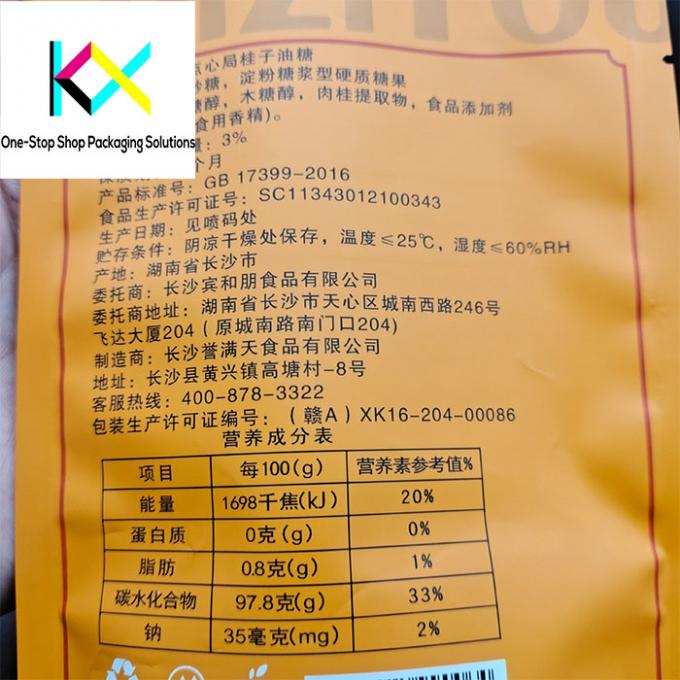 KX
One-Stop Shop Packaging Solutions
点心局桂子油糖
糖，淀粉糖浆型硬质糖果
糖醇，木糖醇，肉桂提取物，食品添加剂
食用香精)。
量：3%
个月
产品标准号：GB 17399-2016
食品生产许可证号：SC11343012100343
生产日期：见喷码处
贮存条件：阴凉干燥处保存，温度≤25℃，湿度≤60%RH
产地：湖南省长沙市
委托商：长沙宾和朋食品有限公司
委托商地址：湖南省长沙市天心区城南西路246号
飞达大厦204（原城南路南门口204)
制造商：长沙誉满天食品有限公司
地址：长沙县黄兴镇高塘村-8号
客服热线：400-878-3322
包装生产许可证编号：（赣A）XK16-204-00086
营养成分表
项目 每100(g) 营养素参考值%
能量 1698千焦(kJ) 20%
蛋白质 0克(g) 0%
脂肪 0.8克(g) 1%
碳水化合物 97.8克(g) 33%
钠 35毫克(mg) 2%